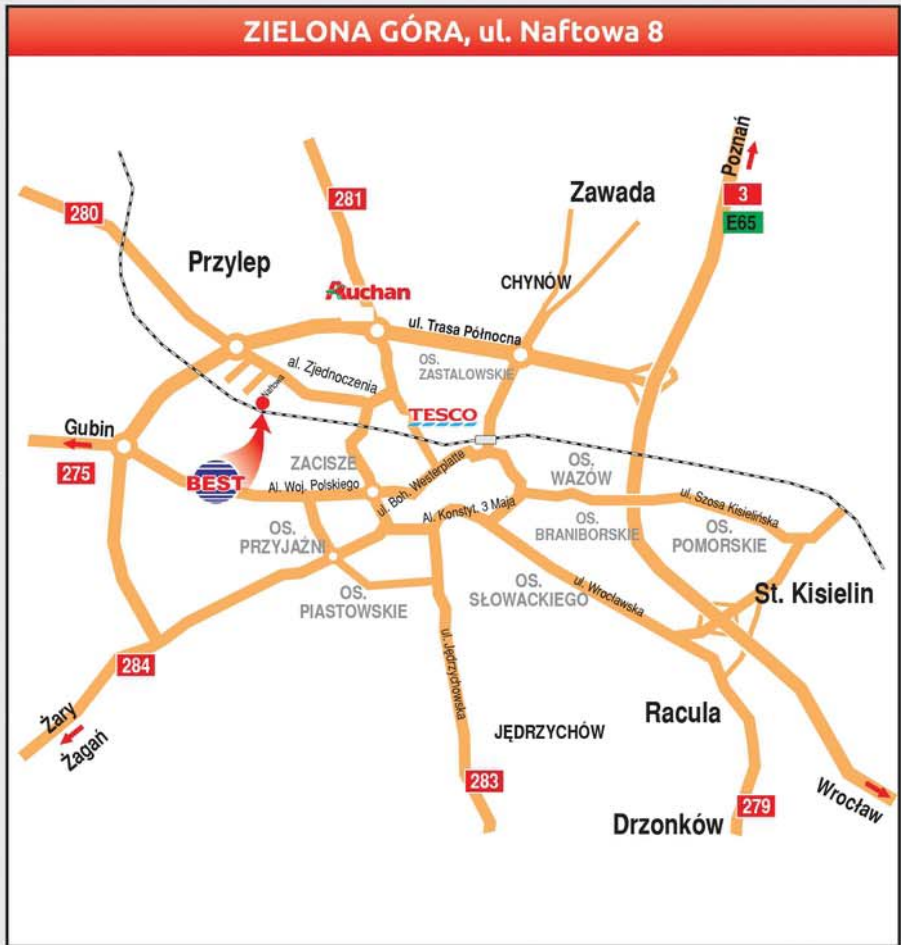 ZIELONA GÓRA, ul. Naftowa 8
Poznań
3
E65
281
280
Zawada
Przylep
CHYNÓW
Auchan
ul. Trasa Północna
OS.
ZASTALOWSKIE
al. Zjednoczenia
Naftowa
TESCO
Gubin
275
BEST
ZACISZE
Al. Woj. Polskiego
ul. Boh. Westerplatte
OS.
WAZÓW
ul. Szosa Kisielińska
Al. Konstyt. 3 Maja
OS.
BRANIBORSKIE
OS.
POMORSKIE
OS.
PRZYJAŹNI
OS.
PIASTOWSKIE
OS.
SŁOWACKIEGO
ul. Wrocławska
St. Kisielin
284
ul. Jędrzychowska
Żary
Żagań
Racula
JĘDRZYCHÓW
283
279
Drzonków
Wrocław